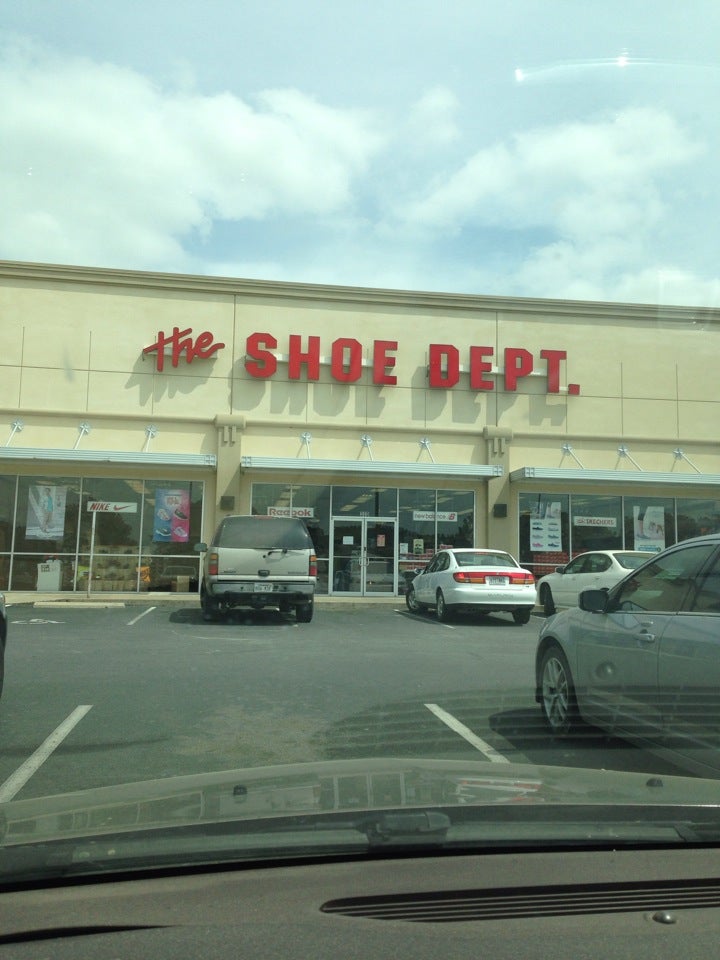 the SHOE DEPT.
NIKE
Reebok
new balance
SKECHERS